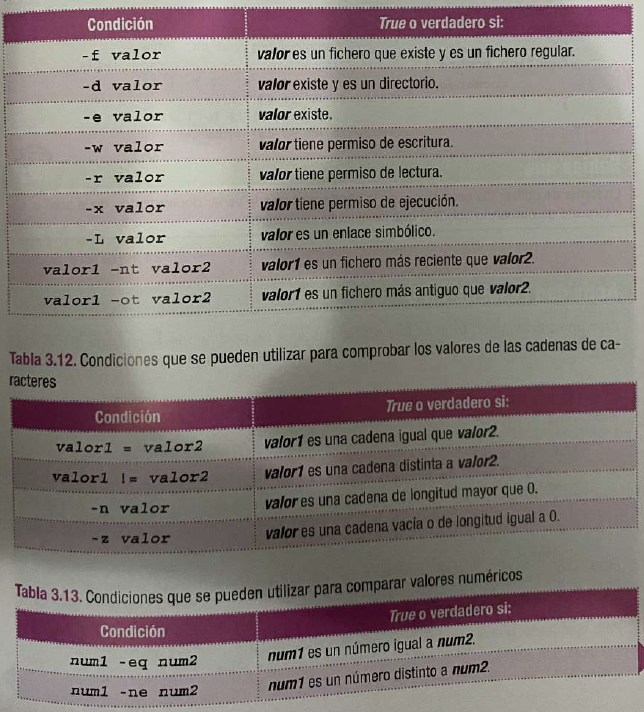 Condición True o verdadero si:
-f valor valor es un fichero que existe y es un fichero regular.
-d valor valor existe y es un directorio.
-e valor valor existe.
-w valor valor tiene permiso de escritura.
-r valor valor tiene permiso de lectura.
-x valor valor tiene permiso de ejecución.
-L valor valor es un enlace simbólico.
valor1 -nt valor2 valor1 es un fichero más reciente que valor2.
valor1 -ot valor2 valor1 es un fichero más antiguo que valor2.
Tabla 3.12. Condiciones que se pueden utilizar para comprobar los valores de las cadenas de ca-
racteres
Condición True o verdadero si:
valor1 = valor2 valor1 es una cadena igual que valor2.
valor1 != valor2 valor1 es una cadena distinta a valor2.
-n valor valor es una cadena de longitud mayor que 0.
-z valor valor es una cadena vacía o de longitud igual a 0.
Tabla 3.13. Condiciones que se pueden utilizar para comparar valores numéricos
Condición True o verdadero si:
num1 -eq num2 num1 es un número igual a num2.
num1 -ne num2 num1 es un número distinto a num2.